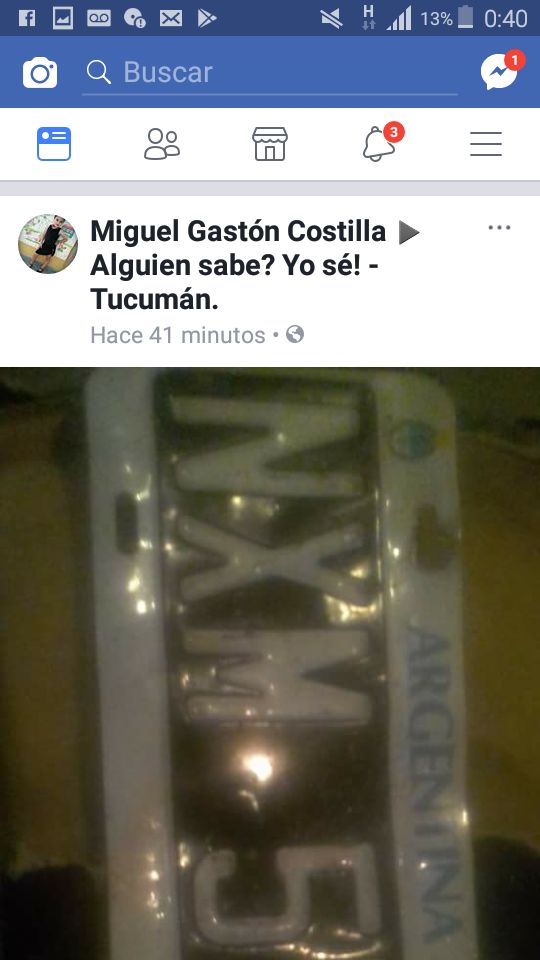 H
13%
0:40
Buscar
1
3
Miguel Gastón Costilla ▶
Alguien sabe? Yo sé! -
Tucumán.
Hace 41 minutos •
NXM 5
ARGENTINA